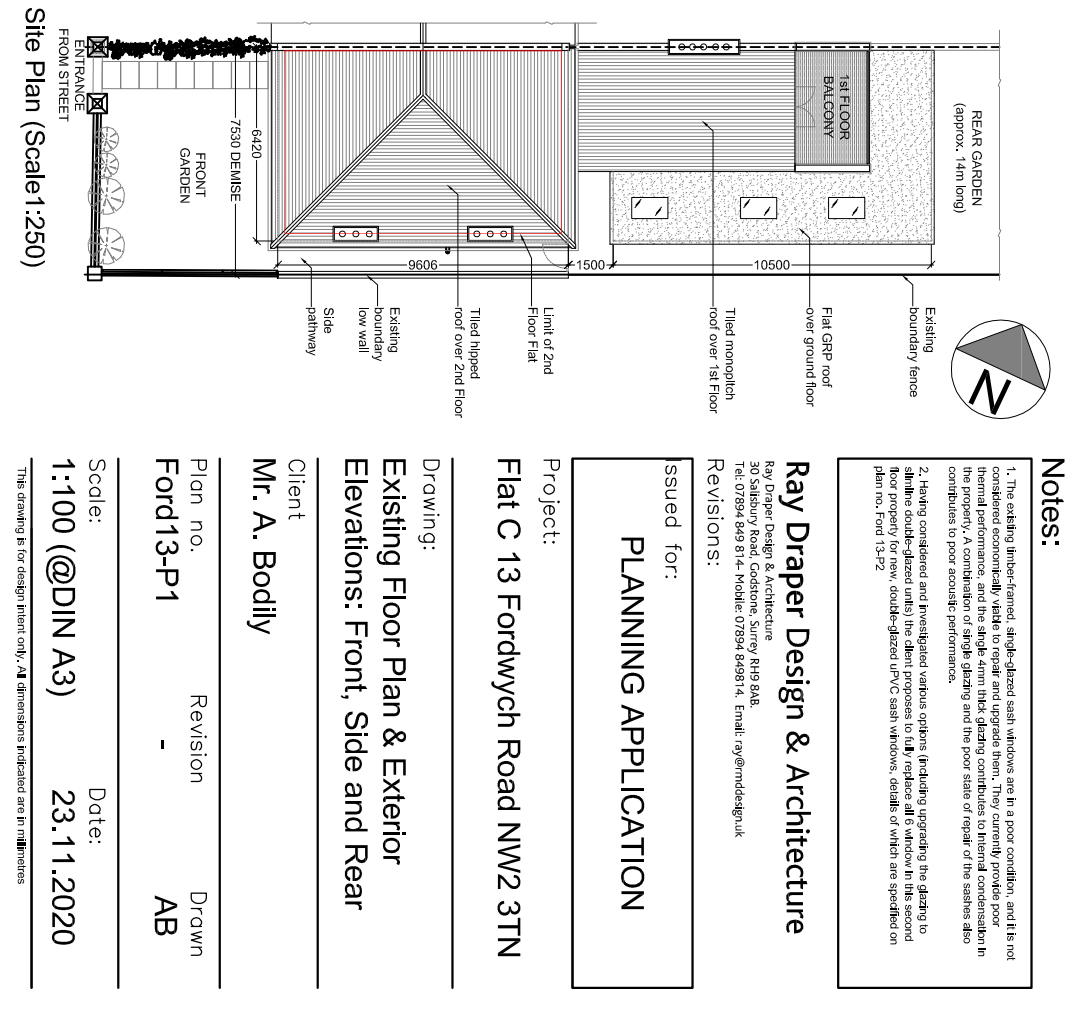 Site Plan (Scale1:250)
ENTRANCE
FROM STREET
FRONT
GARDEN
7530 DEMISE
6420
9606
1500
10500
1st FLOOR
BALCONY
REAR GARDEN
(approx. 14m long)
Side
pathway
Existing
boundary
low wall
Tiled hipped
roof over 2nd Floor
Limit of 2nd
Floor Flat
Tiled monopitch
roof over 1st Floor
Flat GRP roof
over ground floor
Existing
boundary fence
N
Notes:
1. The existing timber-framed, single-glazed sash windows are in a poor condition, and it is not
considered economically viable to repair and upgrade them. They currently provide poor
thermal performance, and the single 4mm thick glazing contributes to internal condensation in
the property. A combination of single glazing and the poor state of repair of the sashes also
contributes to poor acoustic performance.
2. Having considered and investigated various options (including upgrading the glazing to
slimline double-glazed units) the client proposes to fully replace all 6 window in this second
floor property for new, double-glazed uPVC sash windows, details of which are specified on
plan no. Ford 13-P2
Ray Draper Design & Architecture
Ray Draper Design & Architecture
30 Salisbury Road, Godstone, Surrey RH9 8AB.
Tel: 07894 849 814- Mobile: 07894 849814. Email: ray@rmddesign.uk
Revisions:
Issued for:
PLANNING APPLICATION
Project:
Flat C 13 Fordwych Road NW2 3TN
Drawing:
Existing Floor Plan & Exterior
Elevations: Front, Side and Rear
Client
Mr. A. Bodily
Plan no. Revision Drawn
Ford13-P1 - AB
Scale: Date:
1:100 (@DIN A3) 23.11.2020
This drawing is for design intent only. All dimensions indicated are in millimetres